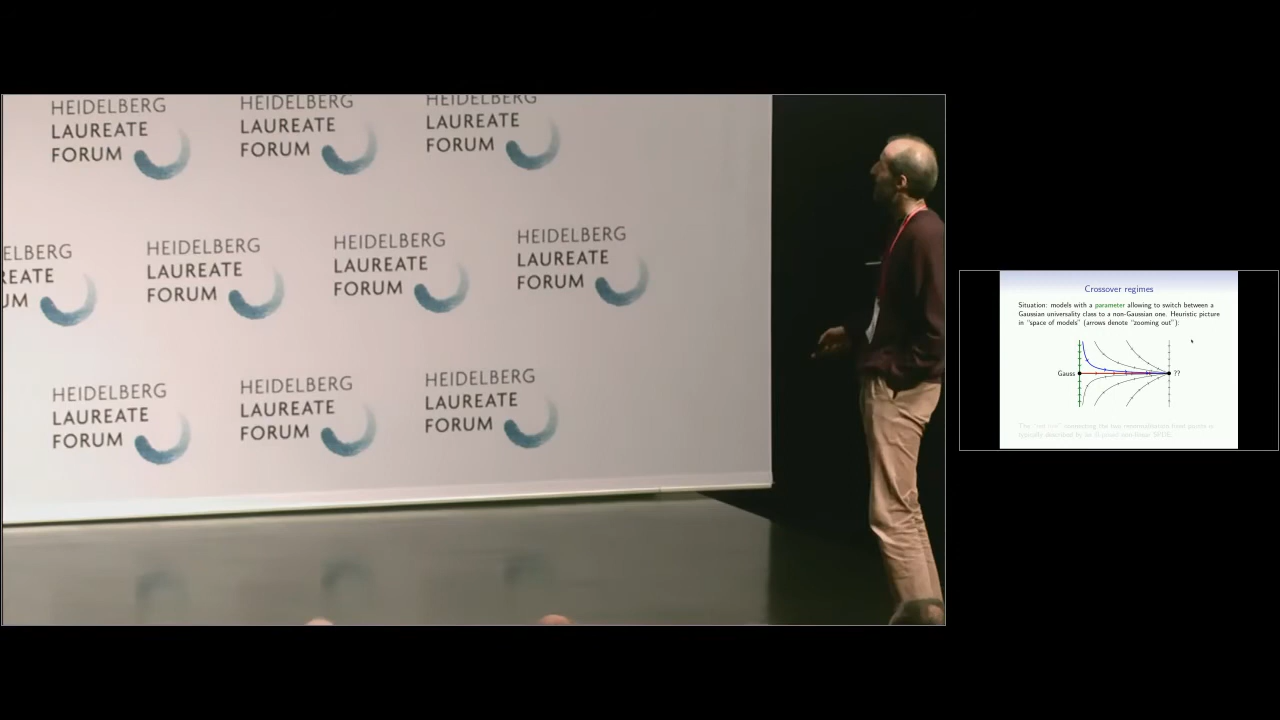 HEIDELBERG
LAUREATE
FORUM
HEIDELBERG
LAUREATE
FORUM
HEIDELBERG
LAUREATE
FORUM
ELBERG
REATE
UM
HEIDELBERG
LAUREATE
FORUM
HEIDELBERG
LAUREATE
FORUM
HEIDELBERG
LAUREATE
FORUM
HEIDELBERG
LAUREATE
FORUM
HEIDELBERG
LAUREATE
FORUM
HEIDELBERG
LAUREATE
FORUM
Crossover regimes
Situation: models with a parameter allowing to switch between a
Gaussian universality class to a non-Gaussian one. Heuristic picture
in "space of models" (arrows denote "zooming out"):
Gauss
??